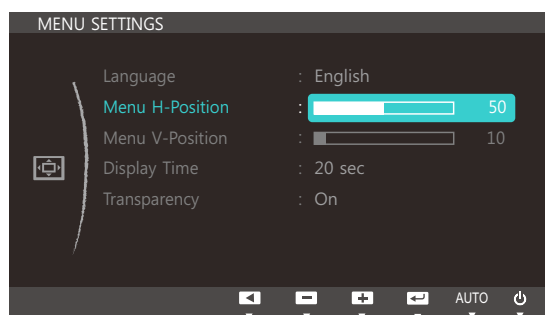 MENU SETTINGS
Language : English
Menu H-Position : 50
Menu V-Position : 10
Display Time : 20 sec
Transparency : On
AUTO